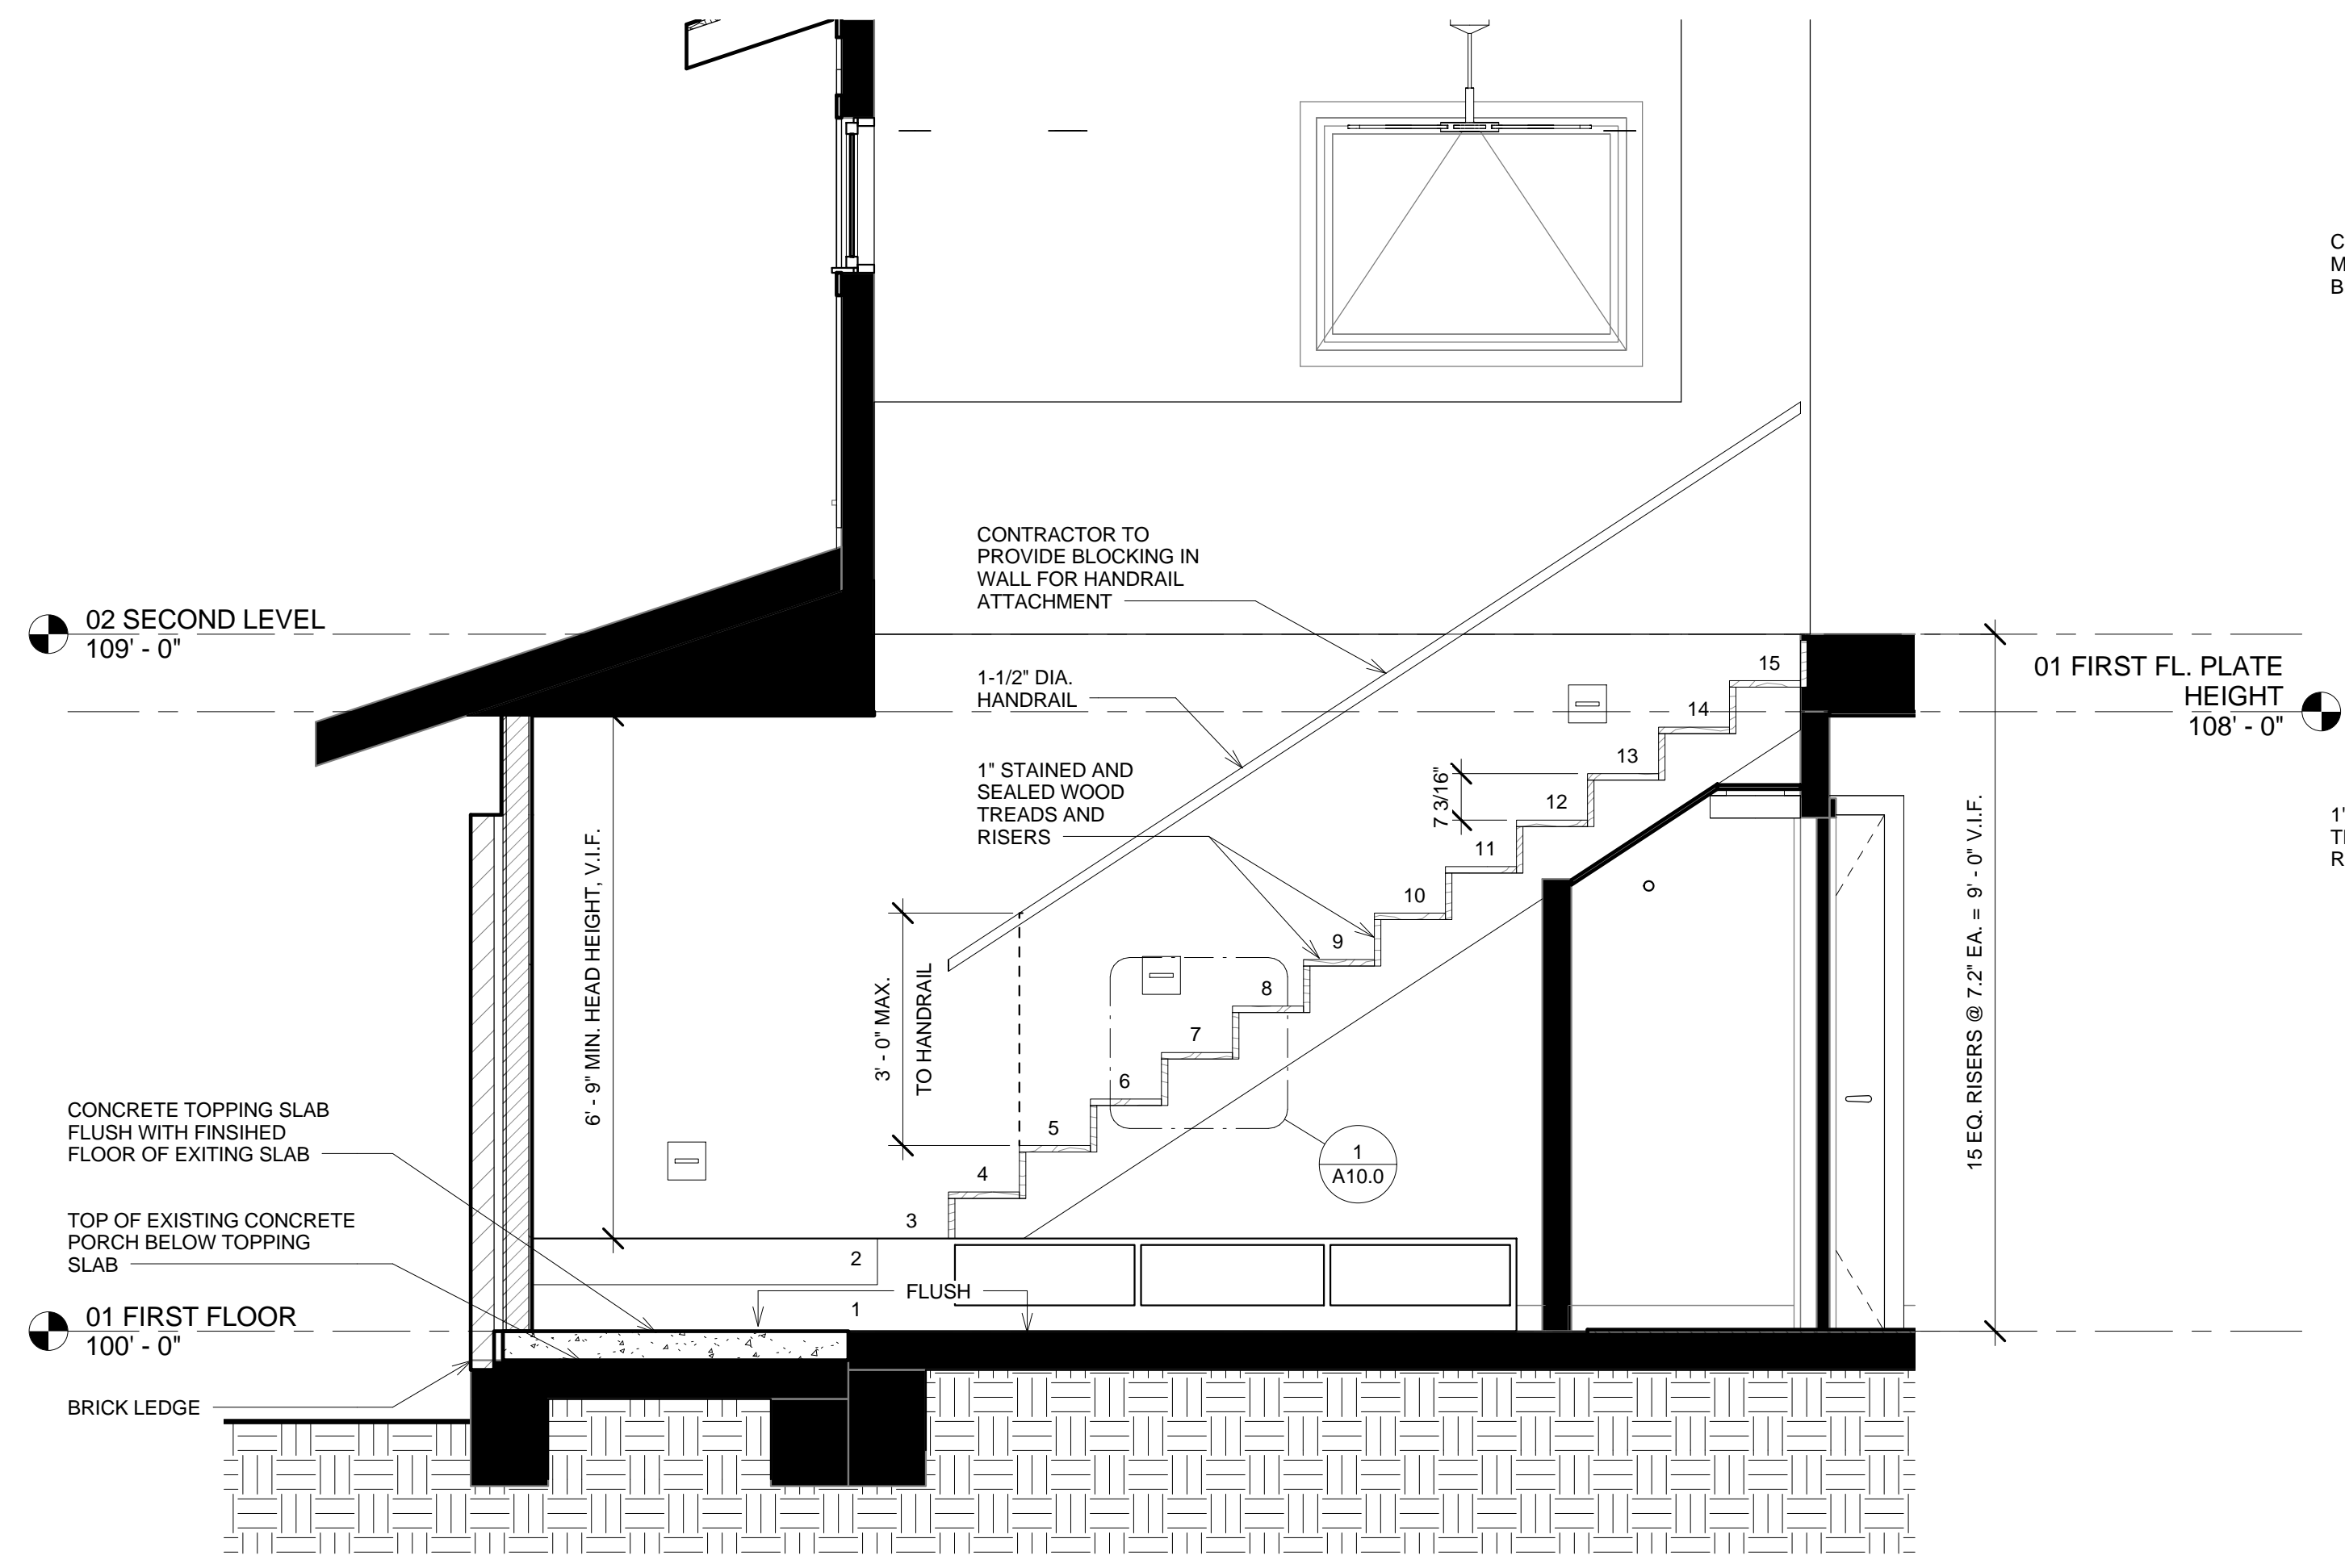 CONTRACTOR TO
PROVIDE BLOCKING IN
WALL FOR HANDRAIL
ATTACHMENT
02 SECOND LEVEL
109' - 0"
1-1/2" DIA.
HANDRAIL
15
01 FIRST FL. PLATE
HEIGHT
108' - 0"
14
13
12
11
10
9
8
7
6
5
4
3
2
1
7 3/16"
1" STAINED AND
SEALED WOOD
TREADS AND
RISERS
6' - 9" MIN. HEAD HEIGHT, V.I.F.
3' - 0" MAX.
TO HANDRAIL
15 EQ. RISERS @ 7.2" EA. = 9' - 0" V.I.F.
1
A10.0
CONCRETE TOPPING SLAB
FLUSH WITH FINSIHED
FLOOR OF EXITING SLAB
TOP OF EXISTING CONCRETE
PORCH BELOW TOPPING
SLAB
FLUSH
01 FIRST FLOOR
100' - 0"
BRICK LEDGE
C
M
B
1"
R